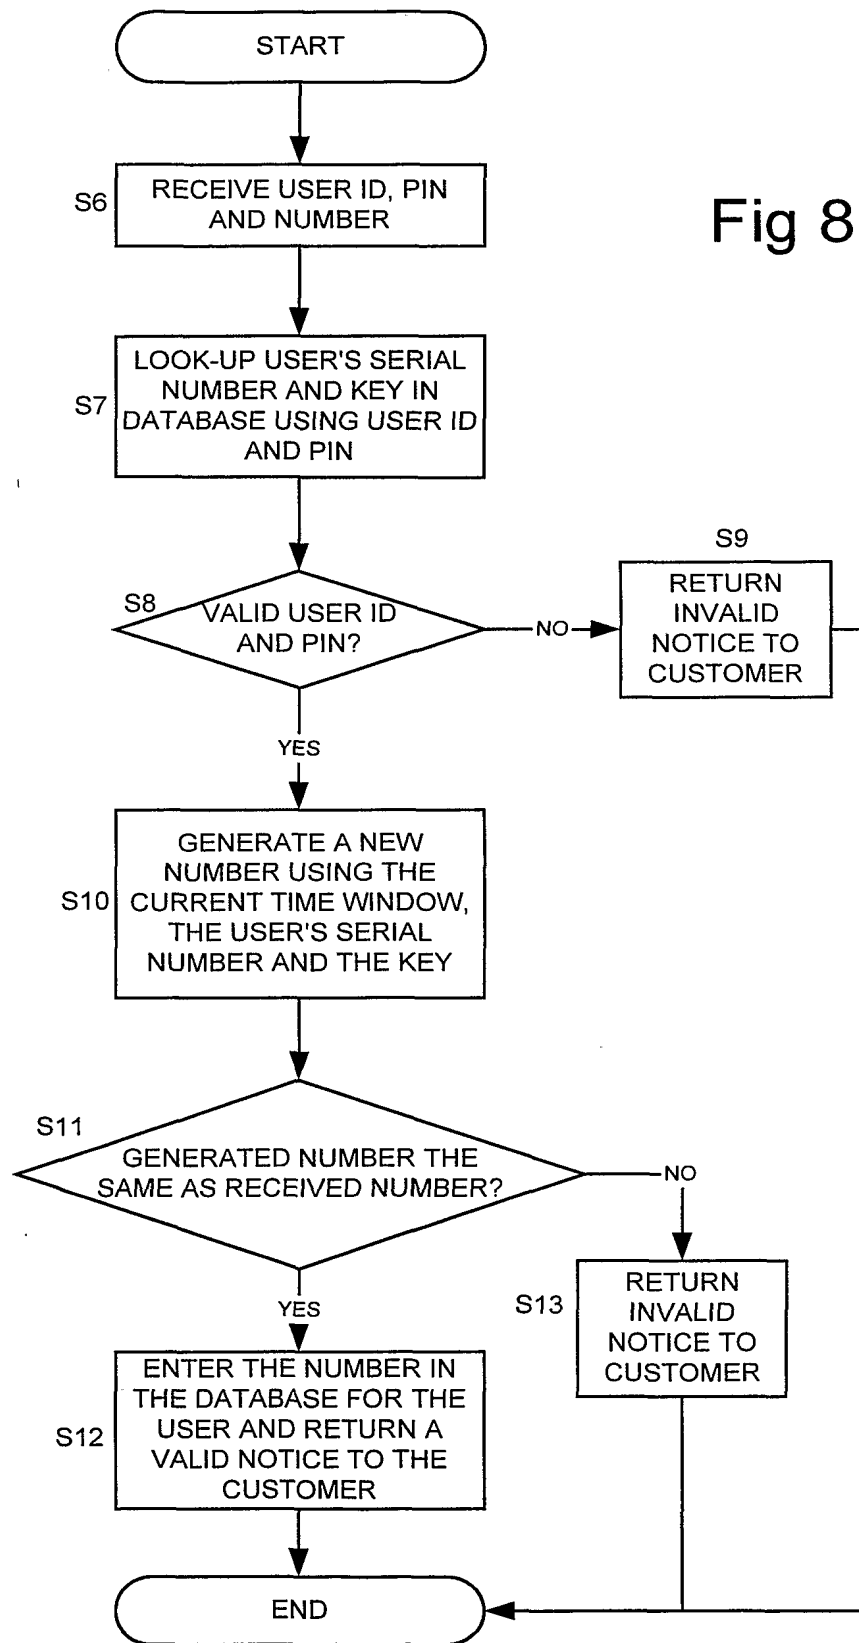 START
S6
RECEIVE USER ID, PIN
AND NUMBER
Fig 8
S7
LOOK-UP USER'S SERIAL
NUMBER AND KEY IN
DATABASE USING USER ID
AND PIN
S8
VALID USER ID
AND PIN?
NO
S9
RETURN
INVALID
NOTICE TO
CUSTOMER
YES
S10
GENERATE A NEW
NUMBER USING THE
CURRENT TIME WINDOW,
THE USER'S SERIAL
NUMBER AND THE KEY
S11
GENERATED NUMBER THE
SAME AS RECEIVED NUMBER?
NO
S13
RETURN
INVALID
NOTICE TO
CUSTOMER
YES
S12
ENTER THE NUMBER IN
THE DATABASE FOR THE
USER AND RETURN A
VALID NOTICE TO THE
CUSTOMER
END